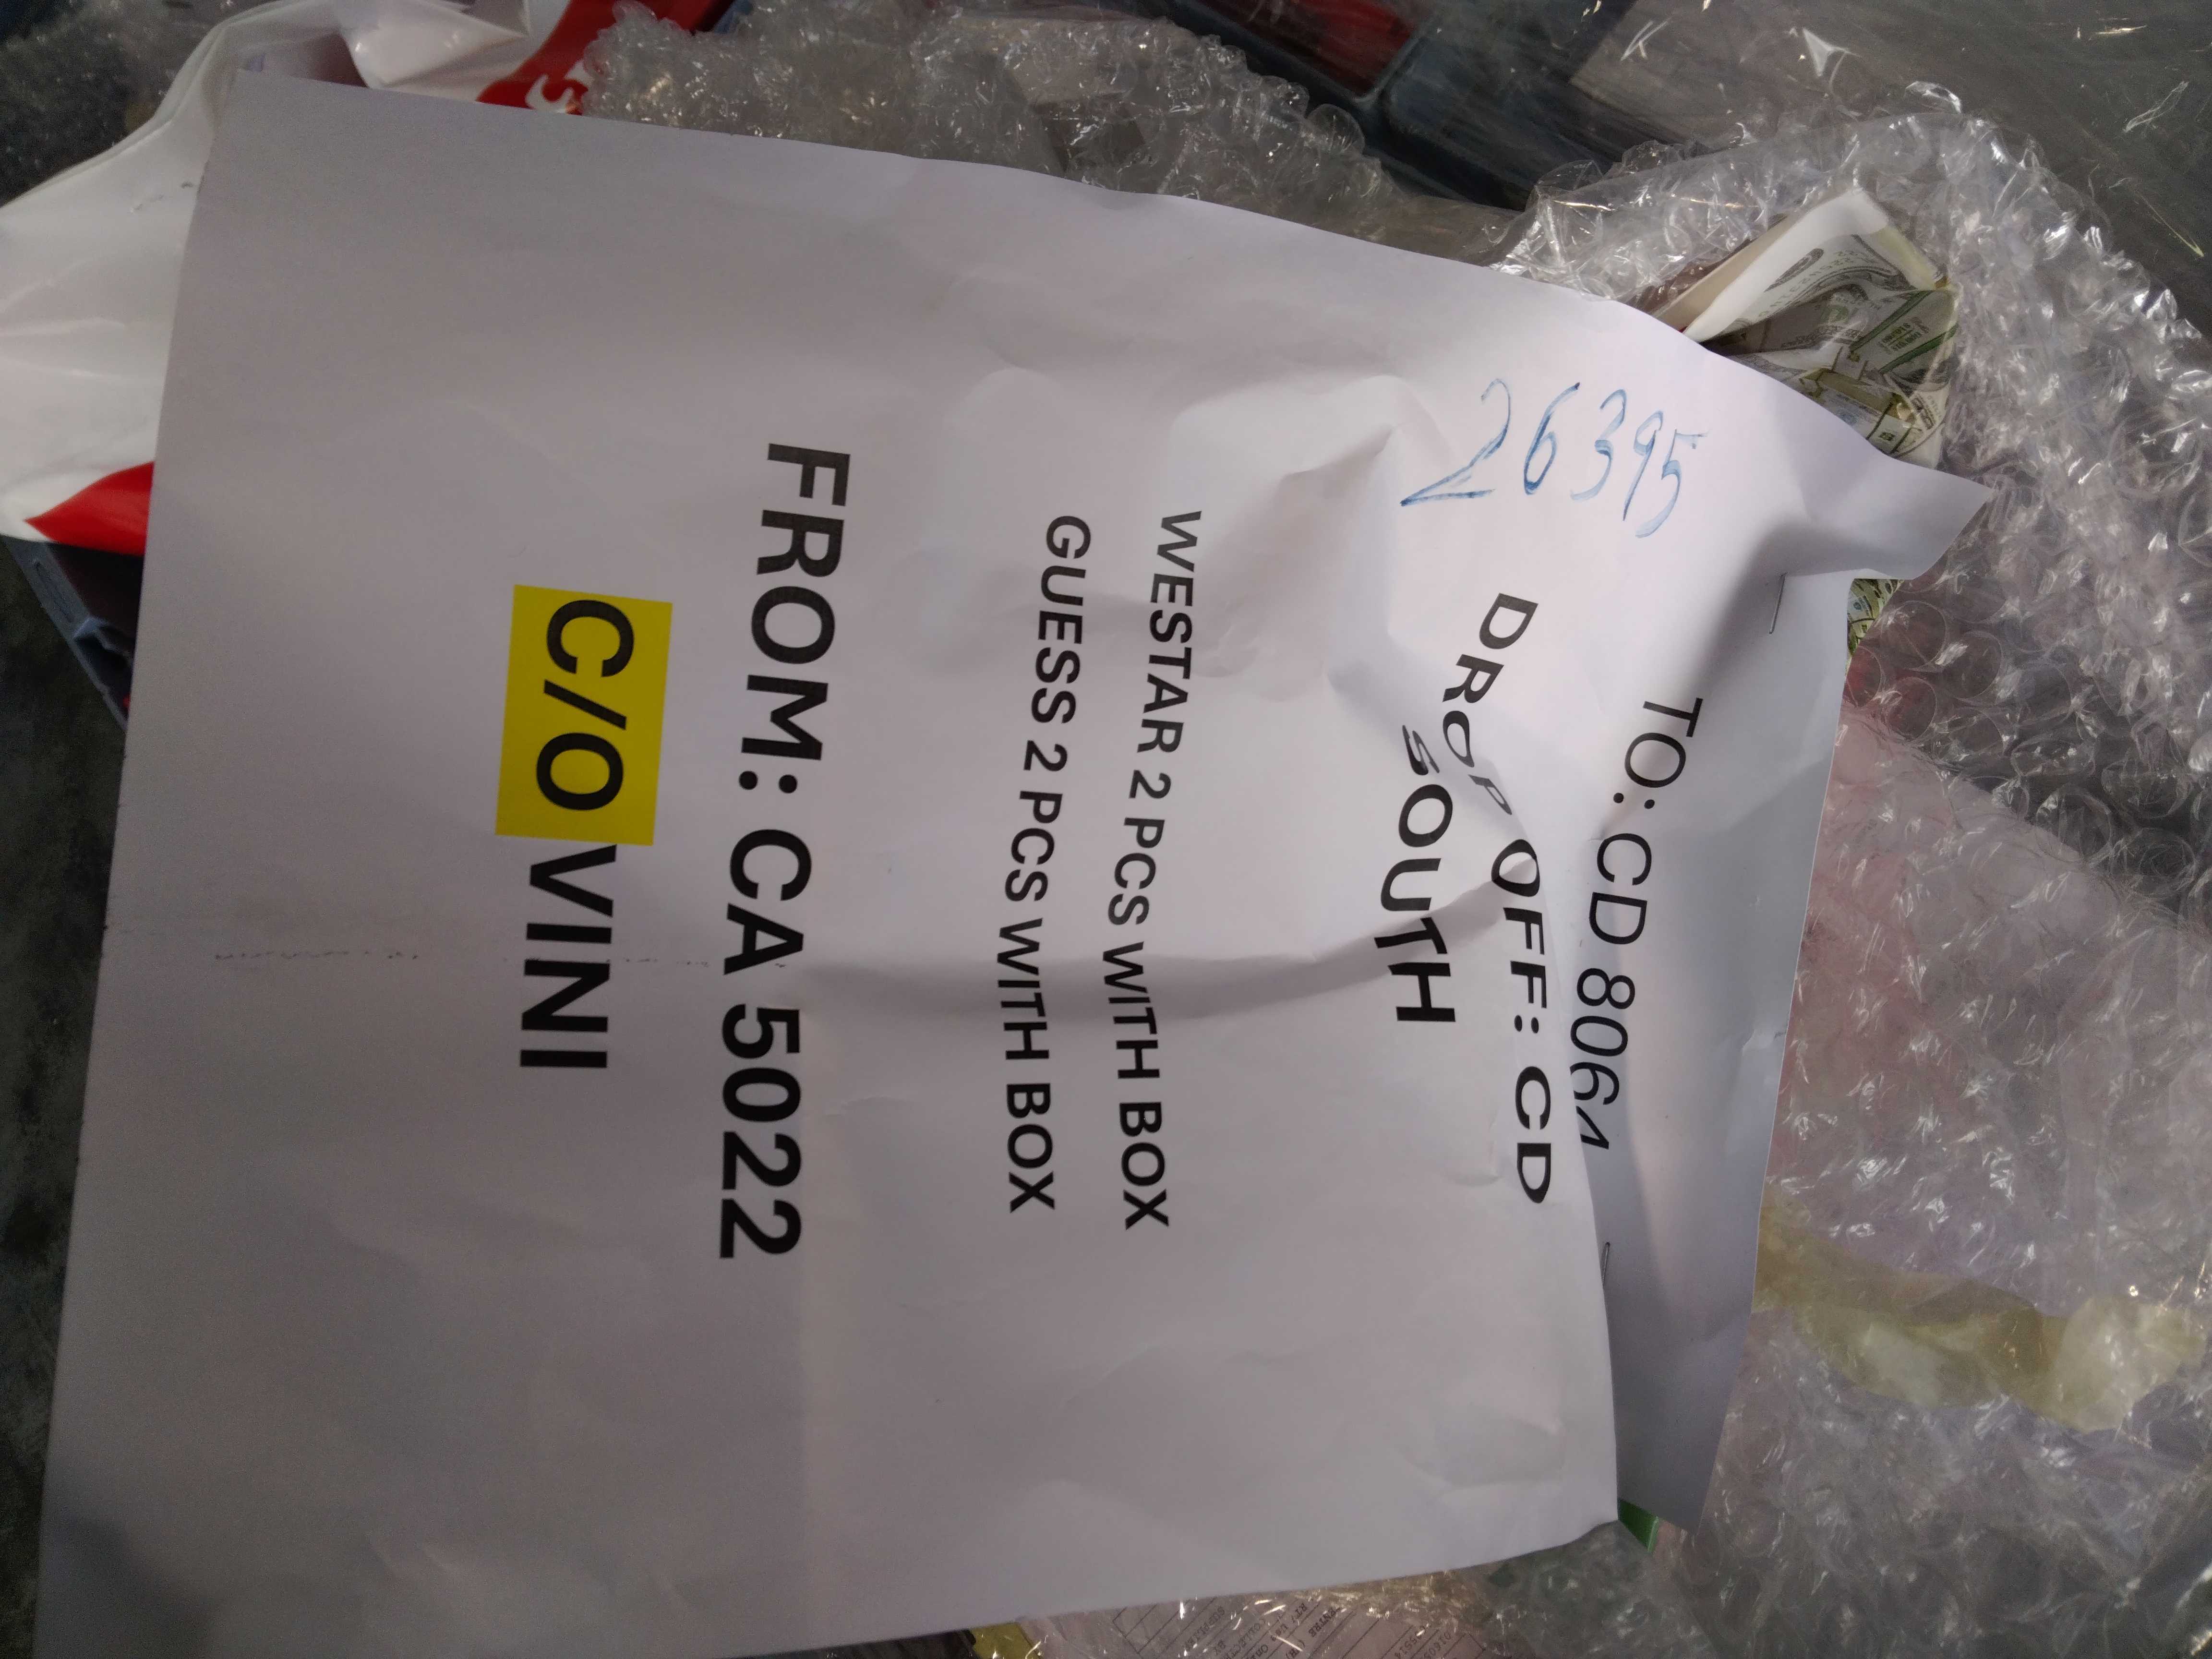 26395
TO: CD 8064
DROP OFF: CD
SOUTH
WESTAR 2 PCS WITH BOX
GUESS 2 PCS WITH BOX
FROM: CA 5022
C/O VINI